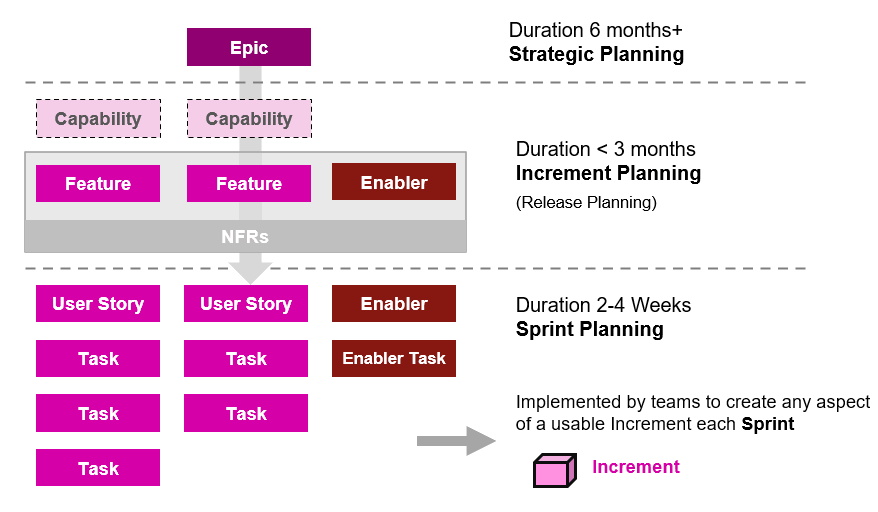 Epic
Duration 6 months+
Strategic Planning
Capability
Capability
Feature
Feature
Enabler
NFRs
Duration < 3 months
Increment Planning
(Release Planning)
User Story
User Story
Enabler
Duration 2-4 Weeks
Sprint Planning
Task
Task
Enabler Task
Task
Task
Task
Implemented by teams to create any aspect
of a usable Increment each Sprint
Increment